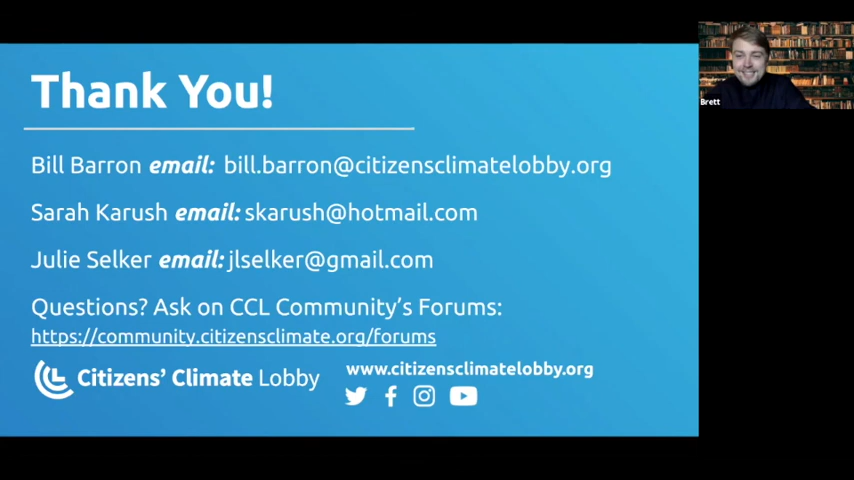 Thank You!
Bill Barron email: bill.barron@citizensclimatelobby.org
Sarah Karush email: skarush@hotmail.com
Julie Selker email: jlselker@gmail.com
Questions? Ask on CCL Community's Forums:
https://community.citizensclimate.org/forums
Citizens' Climate Lobby
www.citizensclimatelobby.org
Brett